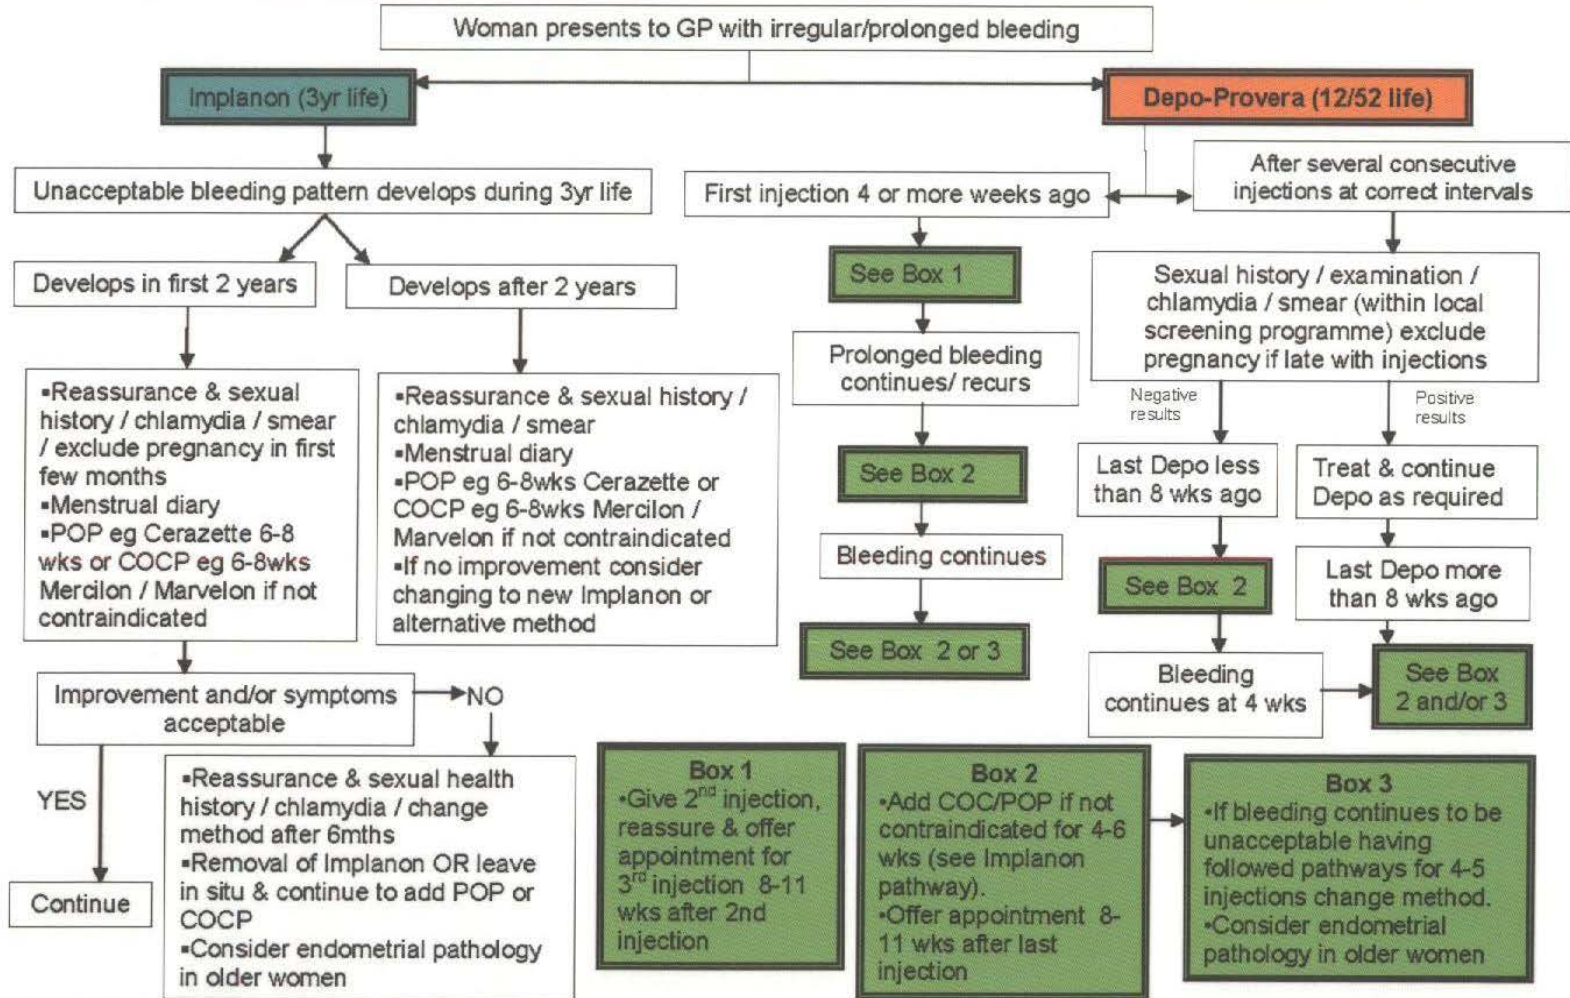 Woman presents to GP with irregular/prolonged bleeding
Implanon (3yr life)
Depo-Provera (12/52 life)
Unacceptable bleeding pattern develops during 3yr life
First injection 4 or more weeks ago
After several consecutive
injections at correct intervals
Develops in first 2 years
Develops after 2 years
See Box 1
Sexual history / examination /
chlamydia / smear (within local
screening programme) exclude
pregnancy if late with injections
▪Reassurance & sexual
history / chlamydia / smear
/ exclude pregnancy in first
few months
▪Menstrual diary
▪POP eg Cerazette 6-8
wks or COCP eg 6-8wks
Mercilon / Marvelon if not
contraindicated
▪Reassurance & sexual history /
chlamydia / smear
▪Menstrual diary
▪POP eg 6-8wks Cerazette or
COCP eg 6-8wks Mercilon /
Marvelon if not contraindicated
▪If no improvement consider
changing to new Implanon or
alternative method
Prolonged bleeding
continues/ recurs
See Box 2
Bleeding continues
See Box 2 or 3
Negative
results
Positive
results
Last Depo less
than 8 wks ago
Treat & continue
Depo as required
See Box 2
Last Depo more
than 8 wks ago
Bleeding
continues at 4 wks
See Box
2 and/or 3
Improvement and/or symptoms
acceptable
NO
YES
Continue
▪Reassurance & sexual health
history / chlamydia / change
method after 6mths
▪Removal of Implanon OR leave
in situ & continue to add POP or
COCP
▪Consider endometrial pathology
in older women
Box 1
•Give 2nd injection,
reassure & offer
appointment for
3rd injection 8-11
wks after 2nd
injection
Box 2
•Add COC/POP if not
contraindicated for 4-6
wks (see Implanon
pathway).
•Offer appointment 8-
11 wks after last
injection
Box 3
•If bleeding continues to be
unacceptable having
followed pathways for 4-5
injections change method.
•Consider endometrial
pathology in older women